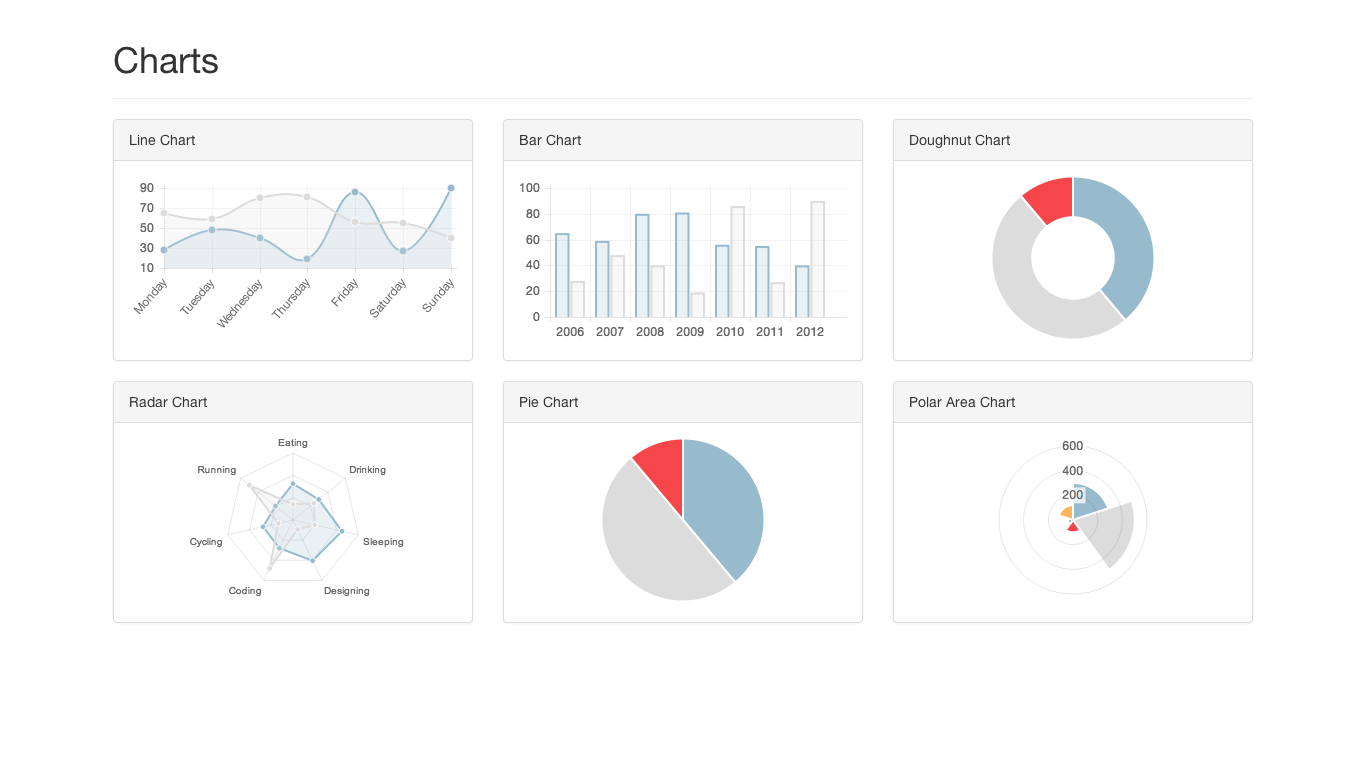 Charts
Line Chart
90
70
50
30
10
Monday Tuesday Wednesday Thursday Friday Saturday Sunday
Bar Chart
100
80
60
40
20
0
2006 2007 2008 2009 2010 2011 2012
Doughnut Chart
Radar Chart
Eating
Running Drinking
Cycling Sleeping
Coding Designing
Pie Chart
Polar Area Chart
600
400
200